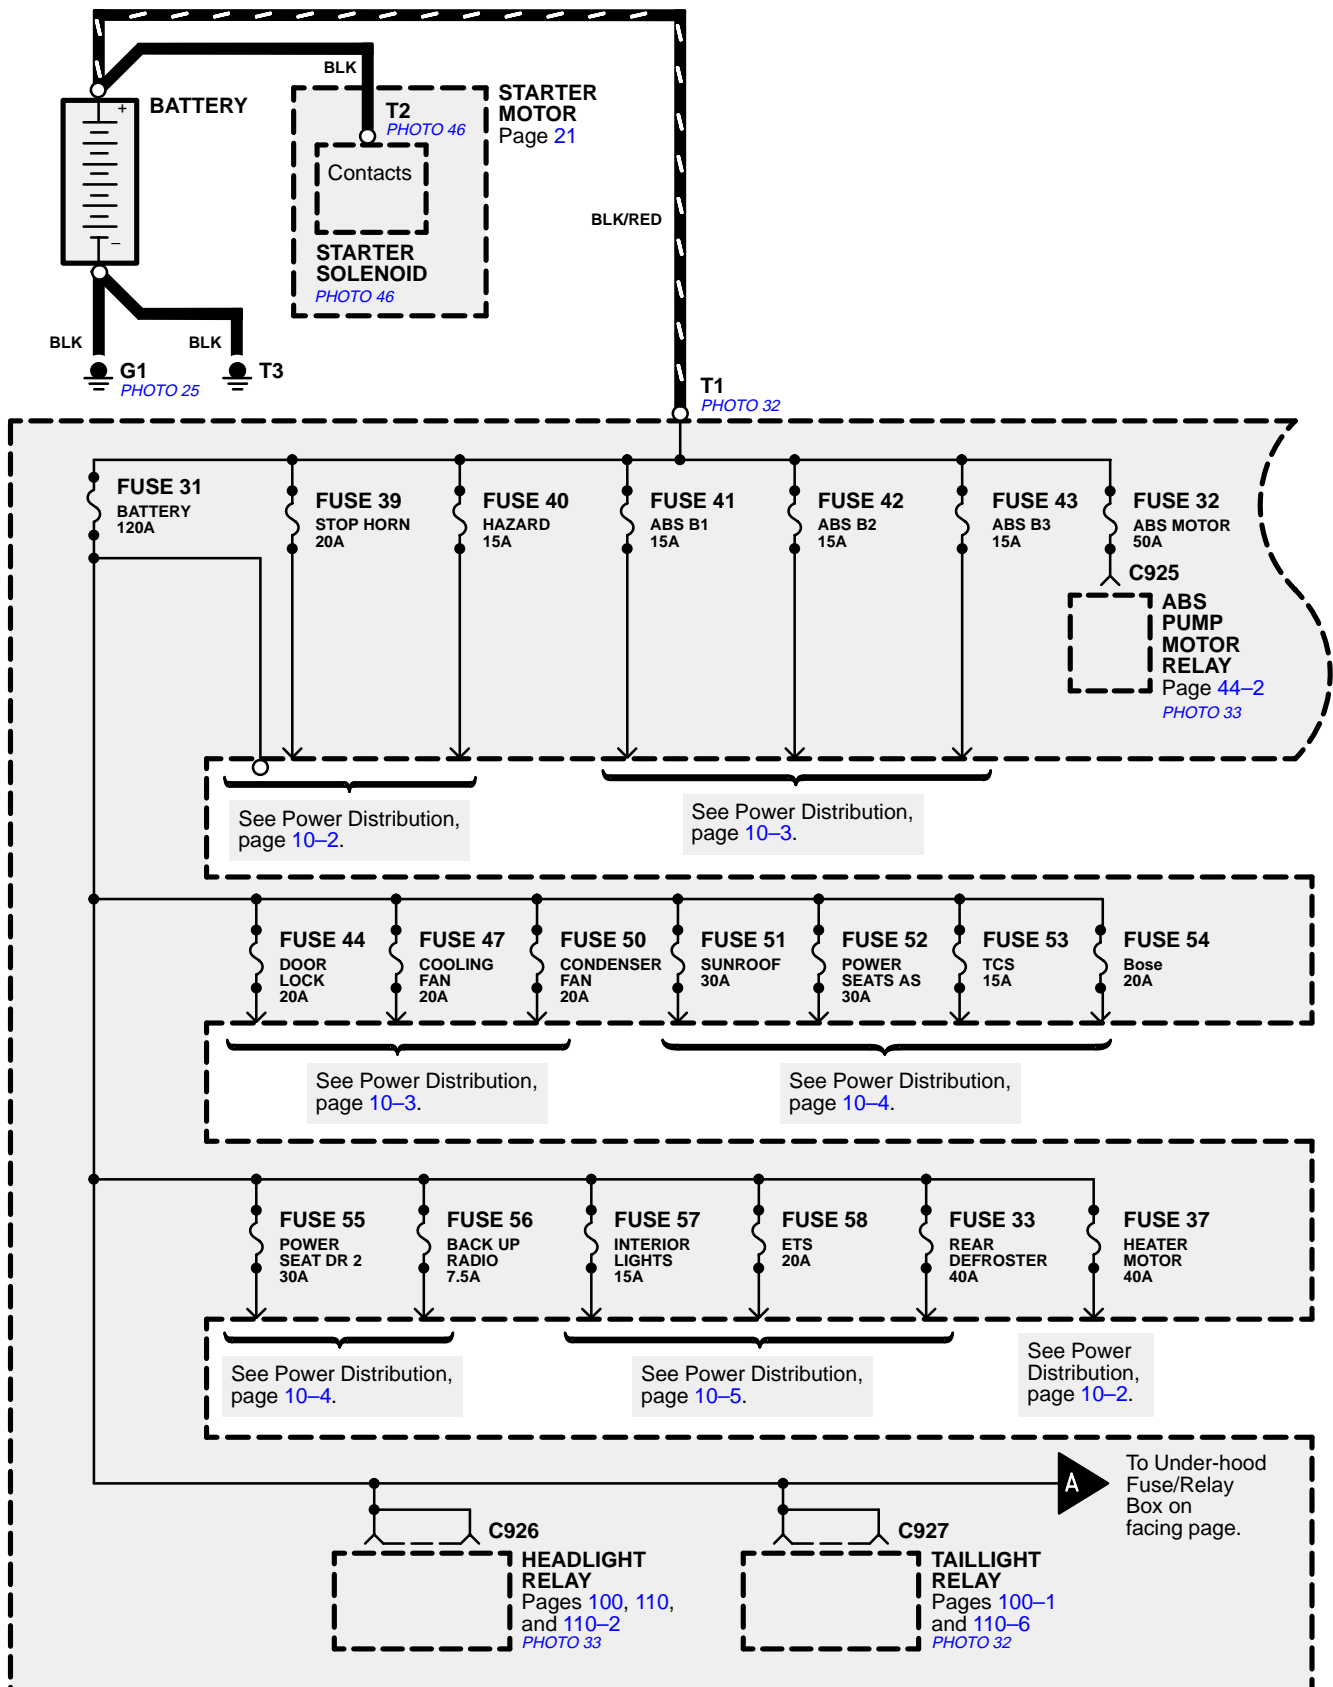 BLK
BATTERY
+
–
STARTER
MOTOR
Page 21
T2
PHOTO 46
Contacts
STARTER
SOLENOID
PHOTO 46
BLK/RED
BLK
BLK
G1
PHOTO 25
T3
T1
PHOTO 32
FUSE 31
BATTERY
120A
FUSE 39
STOP HORN
20A
FUSE 40
HAZARD
15A
FUSE 41
ABS B1
15A
FUSE 42
ABS B2
15A
FUSE 43
ABS B3
15A
FUSE 32
ABS MOTOR
50A
C925
ABS
PUMP
MOTOR
RELAY
Page 44–2
PHOTO 33
See Power Distribution,
page 10–2.
See Power Distribution,
page 10–3.
FUSE 44
DOOR
LOCK
20A
FUSE 47
COOLING
FAN
20A
FUSE 50
CONDENSER
FAN
20A
FUSE 51
SUNROOF
30A
FUSE 52
POWER
SEATS AS
30A
FUSE 53
TCS
15A
FUSE 54
Bose
20A
See Power Distribution,
page 10–3.
See Power Distribution,
page 10–4.
FUSE 55
POWER
SEAT DR 2
30A
FUSE 56
BACK UP
RADIO
7.5A
FUSE 57
INTERIOR
LIGHTS
15A
FUSE 58
ETS
20A
FUSE 33
REAR
DEFROSTER
40A
FUSE 37
HEATER
MOTOR
40A
See Power Distribution,
page 10–4.
See Power Distribution,
page 10–5.
See Power
Distribution,
page 10–2.
A
To Under-hood
Fuse/Relay
Box on
facing page.
C926
HEADLIGHT
RELAY
Pages 100, 110,
and 110–2
PHOTO 33
C927
TAILLIGHT
RELAY
Pages 100–1
and 110–6
PHOTO 32